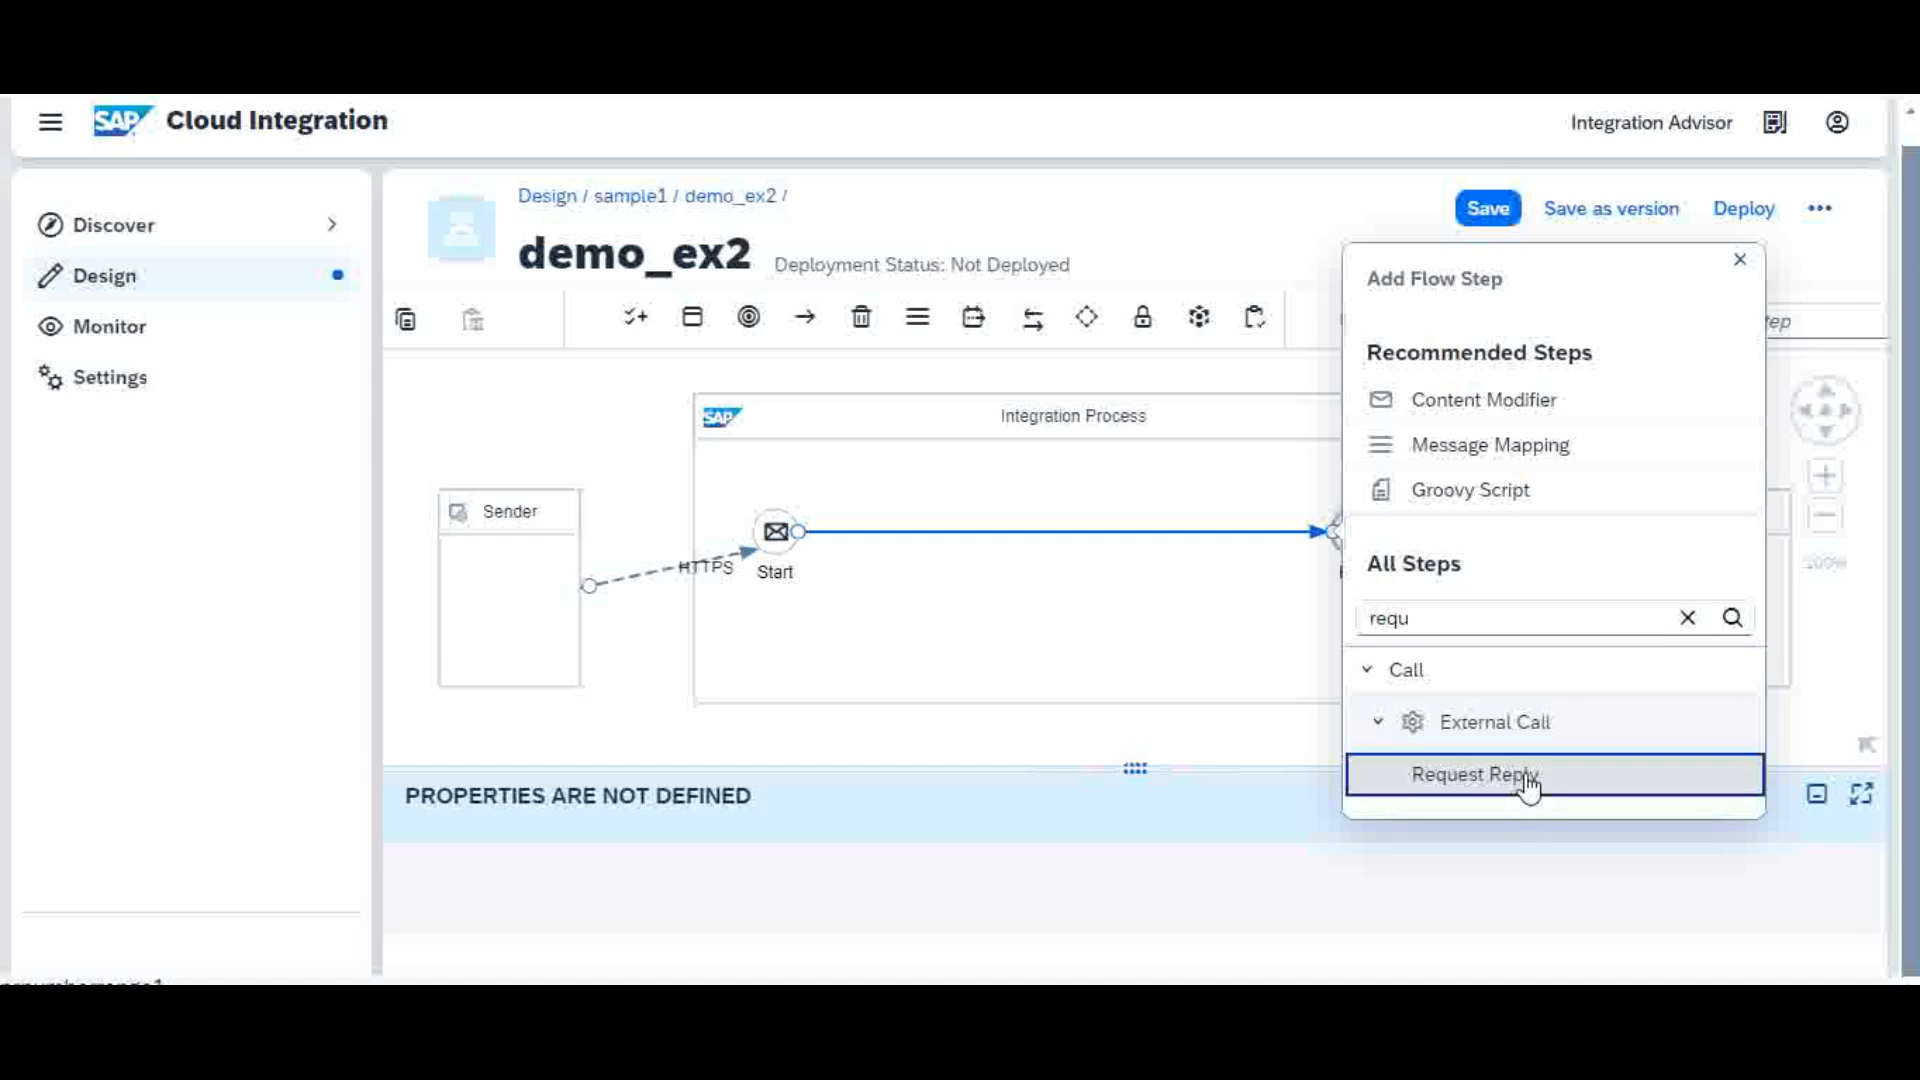 SAP Cloud Integration
Integration Advisor
Discover
Design
Monitor
Settings
Design / sample1 / demo_ex2 /
demo_ex2
Deployment Status: Not Deployed
Save
Save as version
Deploy
SAP
Integration Process
Sender
HTTPS
Start
PROPERTIES ARE NOT DEFINED
Add Flow Step
Recommended Steps
Content Modifier
Message Mapping
Groovy Script
All Steps
requ
Call
External Call
Request Reply
100%